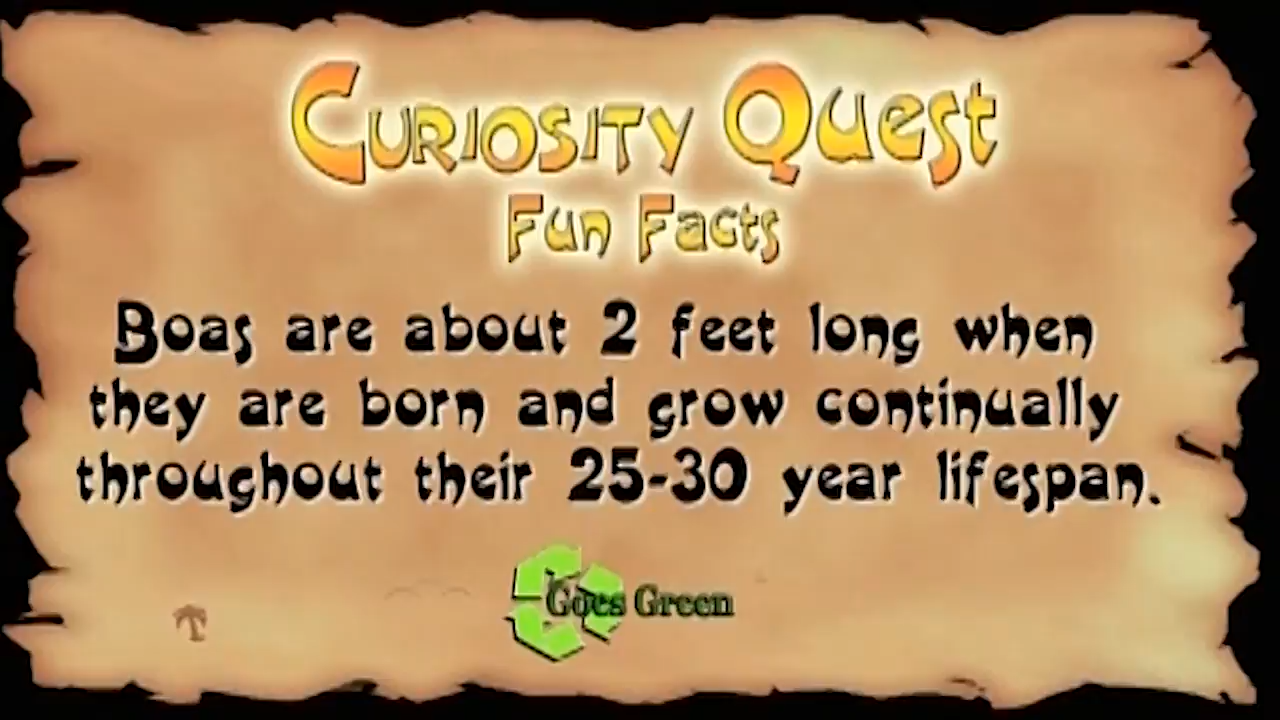 Curiosity Quest
Fun Facts
Boas are about 2 feet long when
they are born and grow continually
throughout their 25-30 year lifespan.
Goes Green